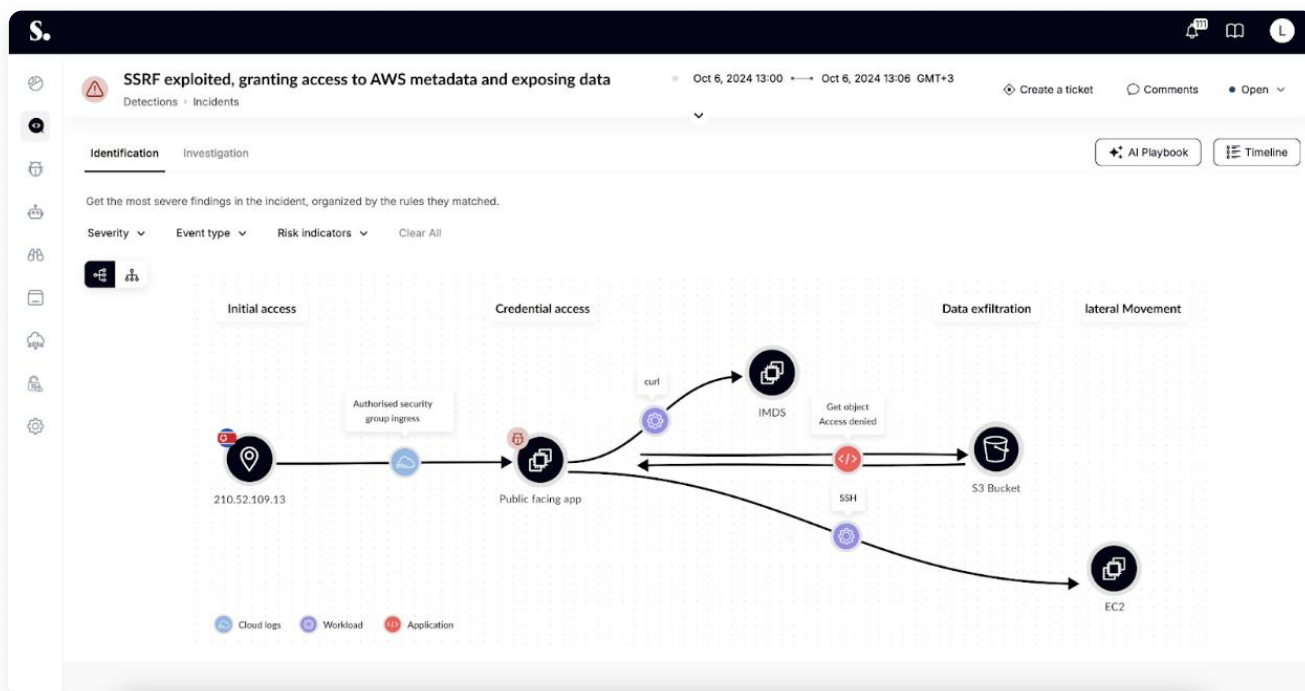 S.
111
L
SSRF exploited, granting access to AWS metadata and exposing data
Detections > Incidents
Oct 6, 2024 13:00
Oct 6, 2024 13:06 GMT+3
Create a ticket
Comments
Open
Identification
Investigation
AI Playbook
Timeline
Get the most severe findings in the incident, organized by the rules they matched.
Severity
Event type
Risk indicators
Clear All
Initial access
Credential access
Data exfiltration
lateral Movement
curl
IMDS
Authorised security
group ingress
Get object
Access denied
210.52.109.13
Public facing app
S3 Bucket
SSH
EC2
Cloud logs
Workload
Application